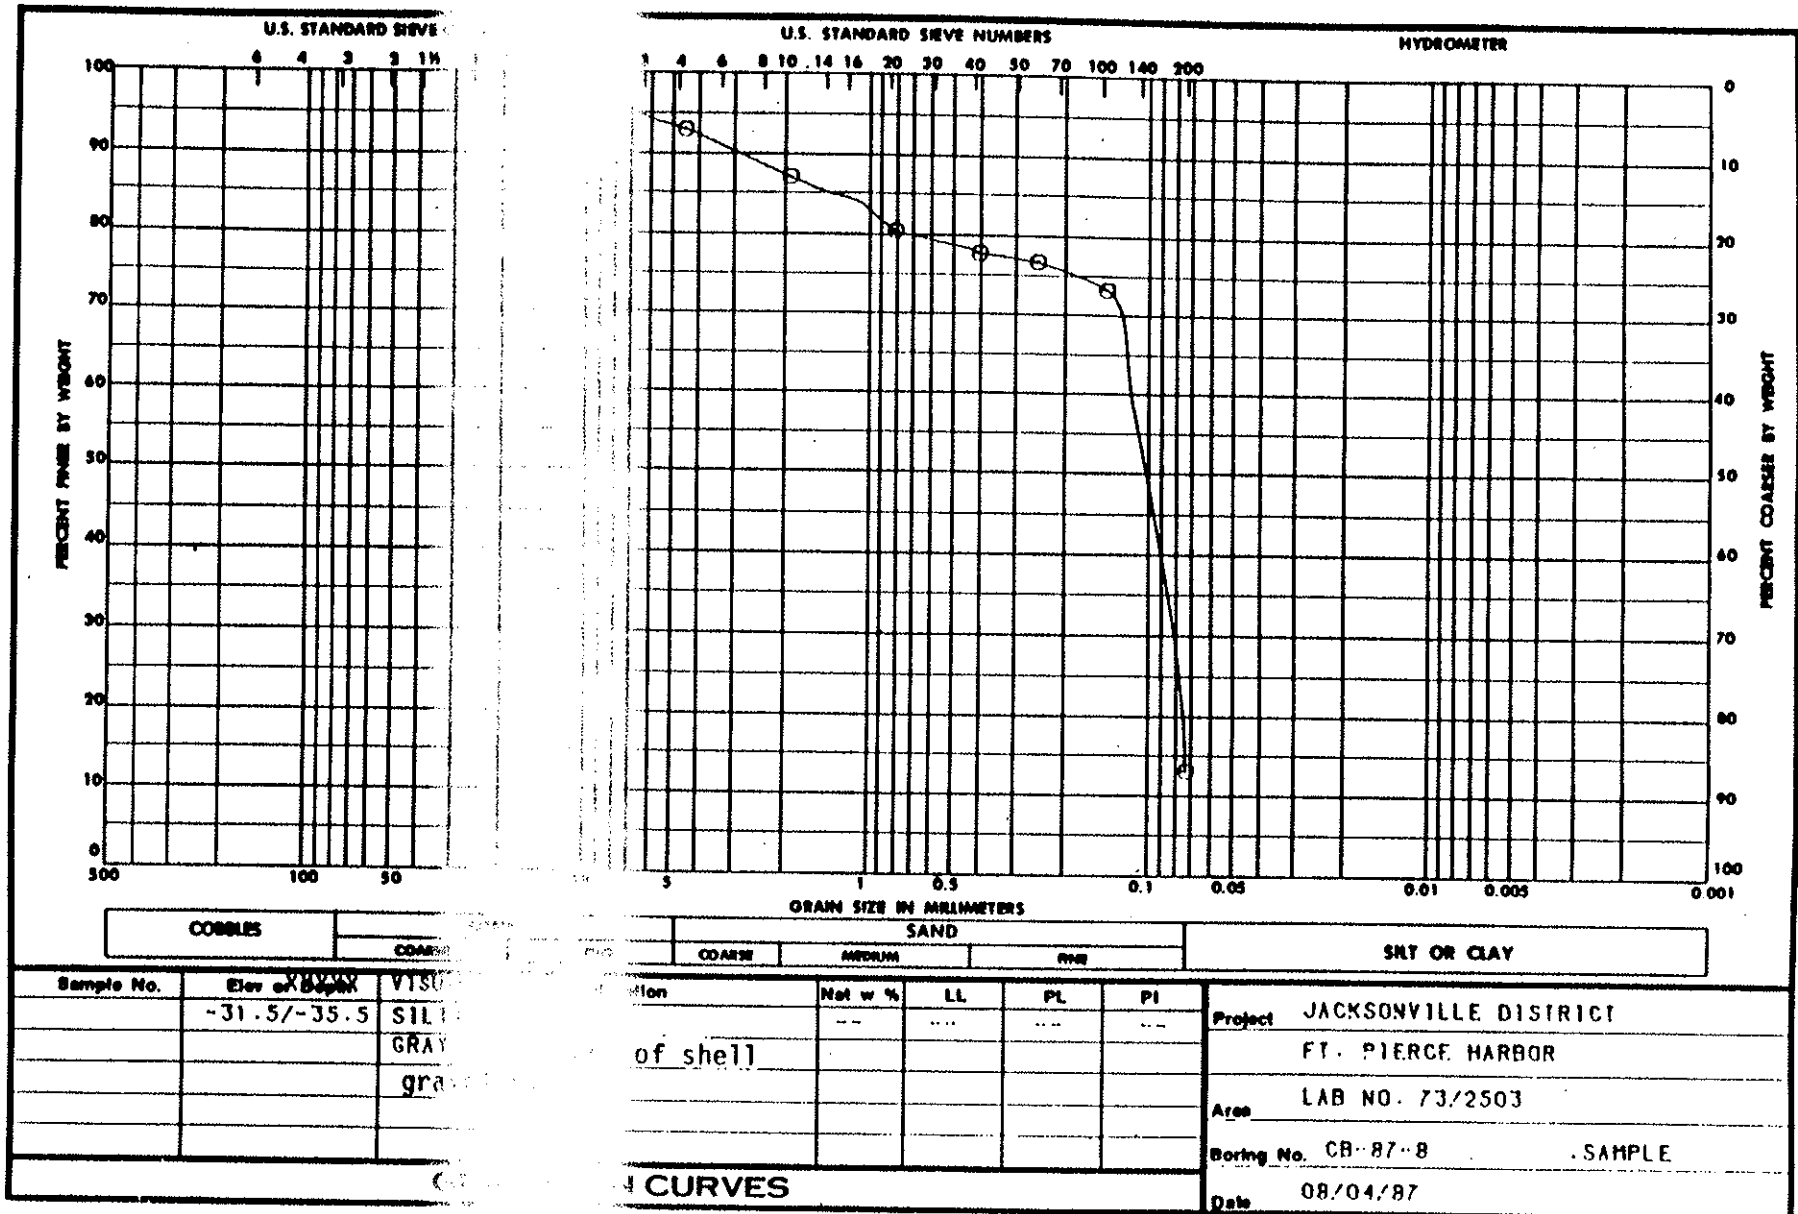 U.S. STANDARD SIEVE
U.S. STANDARD SIEVE NUMBERS
HYDROMETER
6 4 3 2 1½
4 6 8 10 14 16 20 30 40 50 70 100 140 200
PERCENT FINER BY WEIGHT
100
90
80
70
60
50
40
30
20
10
0
0
10
20
30
40
50
60
70
80
90
100
PERCENT COARSER BY WEIGHT
500 100 50 5 1 0.5 0.1 0.05 0.01 0.005 0.001
GRAIN SIZE IN MILLIMETERS
COBBLES
SAND
SILT OR CLAY
COARSE MEDIUM FINE
Sample No.
Elev or Depth
Nat w %
LL
PL
PI
-31.5/-35.5
-- -- -- --
GRAY
of shell
Project JACKSONVILLE DISTRICT
FT. PIERCE HARBOR
Area LAB NO. 73/2503
Boring No. CB-87-8 .SAMPLE
Date 08/04/87
CURVES